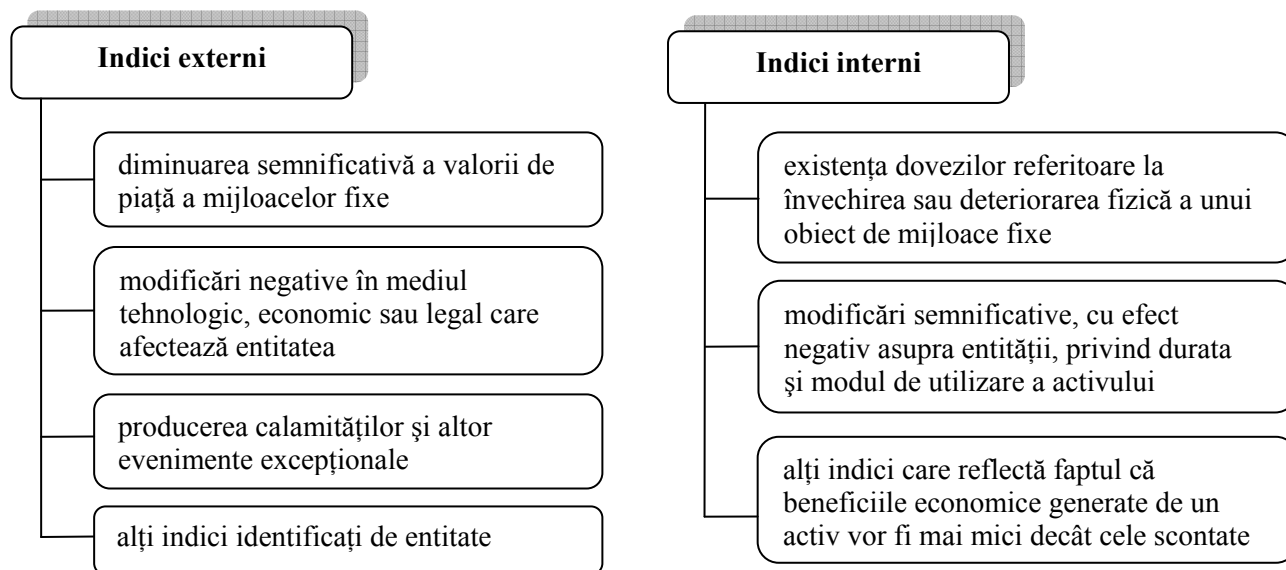 Indici externi
diminuarea semnificativă a valorii de
piață a mijloacelor fixe
modificări negative în mediul
tehnologic, economic sau legal care
afectează entitatea
producerea calamităților şi altor
evenimente excepționale
alți indici identificați de entitate
Indici interni
existența dovezilor referitoare la
învechirea sau deteriorarea fizică a unui
obiect de mijloace fixe
modificări semnificative, cu efect
negativ asupra entității, privind durata
şi modul de utilizare a activului
alți indici care reflectă faptul că
beneficiile economice generate de un
activ vor fi mai mici decât cele scontate